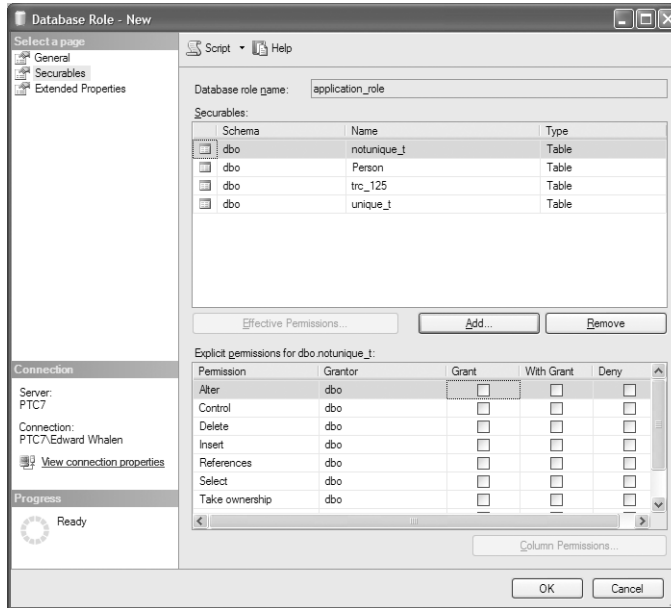 Database Role - New
Select a page
General
Securables
Extended Properties
Script
Help
Database role name: application_role
Securables:
Schema Name Type
dbo notunique_t Table
dbo Person Table
dbo trc_125 Table
dbo unique_t Table
Effective Permissions... Add... Remove
Connection
Server:
PTC7
Connection:
PTC7\Edward Whalen
View connection properties
Progress
Ready
Explicit permissions for dbo.notunique_t:
Permission Grantor Grant With Grant Deny
Alter dbo
Control dbo
Delete dbo
Insert dbo
References dbo
Select dbo
Take ownership dbo
Column Permissions...
OK Cancel